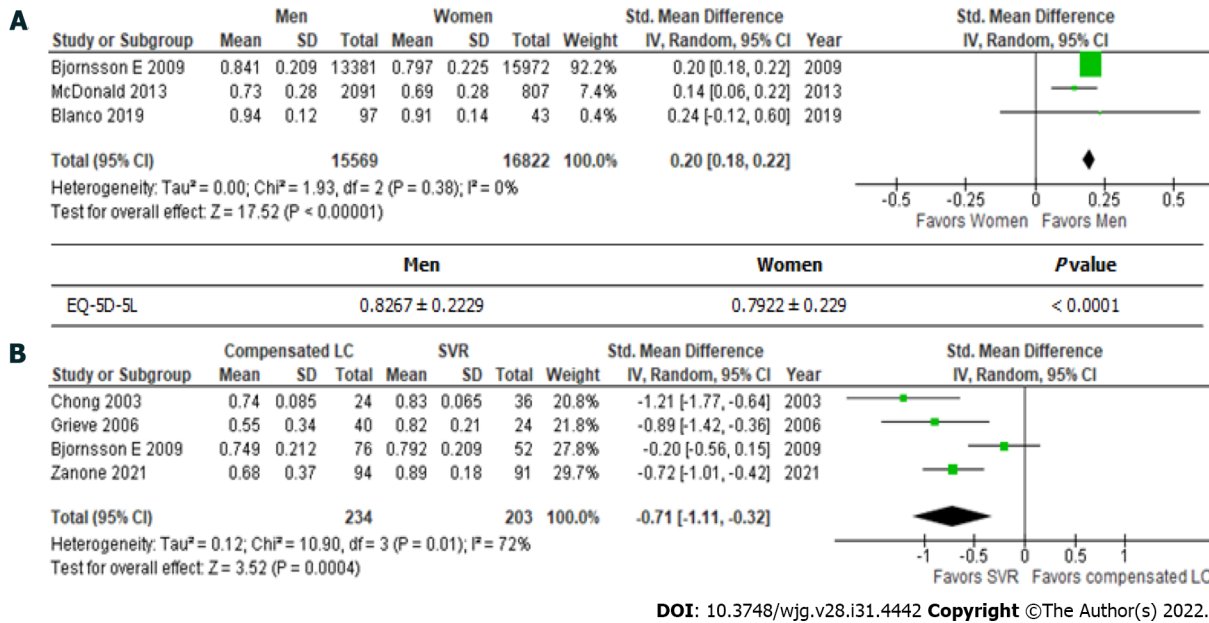 A
Men Women Std. Mean Difference Std. Mean Difference
Study or Subgroup Mean SD Total Mean SD Total Weight IV, Random, 95% CI Year IV, Random, 95% CI
Bjornsson E 2009 0.841 0.209 13381 0.797 0.225 15972 92.2% 0.20 [0.18, 0.22] 2009
McDonald 2013 0.73 0.28 2091 0.69 0.28 807 7.4% 0.14 [0.06, 0.22] 2013
Blanco 2019 0.94 0.12 97 0.91 0.14 43 0.4% 0.24 [-0.12, 0.60] 2019
Total (95% CI) 15569 16822 100.0% 0.20 [0.18, 0.22]
Heterogeneity: Tau² = 0.00; Chi² = 1.93, df = 2 (P = 0.38); I² = 0%
Test for overall effect: Z = 17.52 (P < 0.00001)
-0.5 -0.25 0 0.25 0.5
Favors Women Favors Men
Men Women P value
EQ-5D-5L 0.8267 ± 0.2229 0.7922 ± 0.229 < 0.0001
B
Compensated LC SVR Std. Mean Difference Std. Mean Difference
Study or Subgroup Mean SD Total Mean SD Total Weight IV, Random, 95% CI Year IV, Random, 95% CI
Chong 2003 0.74 0.085 24 0.83 0.065 36 20.8% -1.21 [-1.77, -0.64] 2003
Grieve 2006 0.55 0.34 40 0.82 0.21 24 21.8% -0.89 [-1.42, -0.36] 2006
Bjornsson E 2009 0.749 0.212 76 0.792 0.209 52 27.8% -0.20 [-0.56, 0.15] 2009
Zanone 2021 0.68 0.37 94 0.89 0.18 91 29.7% -0.72 [-1.01, -0.42] 2021
Total (95% CI) 234 203 100.0% -0.71 [-1.11, -0.32]
Heterogeneity: Tau² = 0.12; Chi² = 10.90, df = 3 (P = 0.01); I² = 72%
Test for overall effect: Z = 3.52 (P = 0.0004)
-1 -0.5 0 0.5 1
Favors SVR Favors compensated LC
DOI: 10.3748/wjg.v28.i31.4442 Copyright ©The Author(s) 2022.